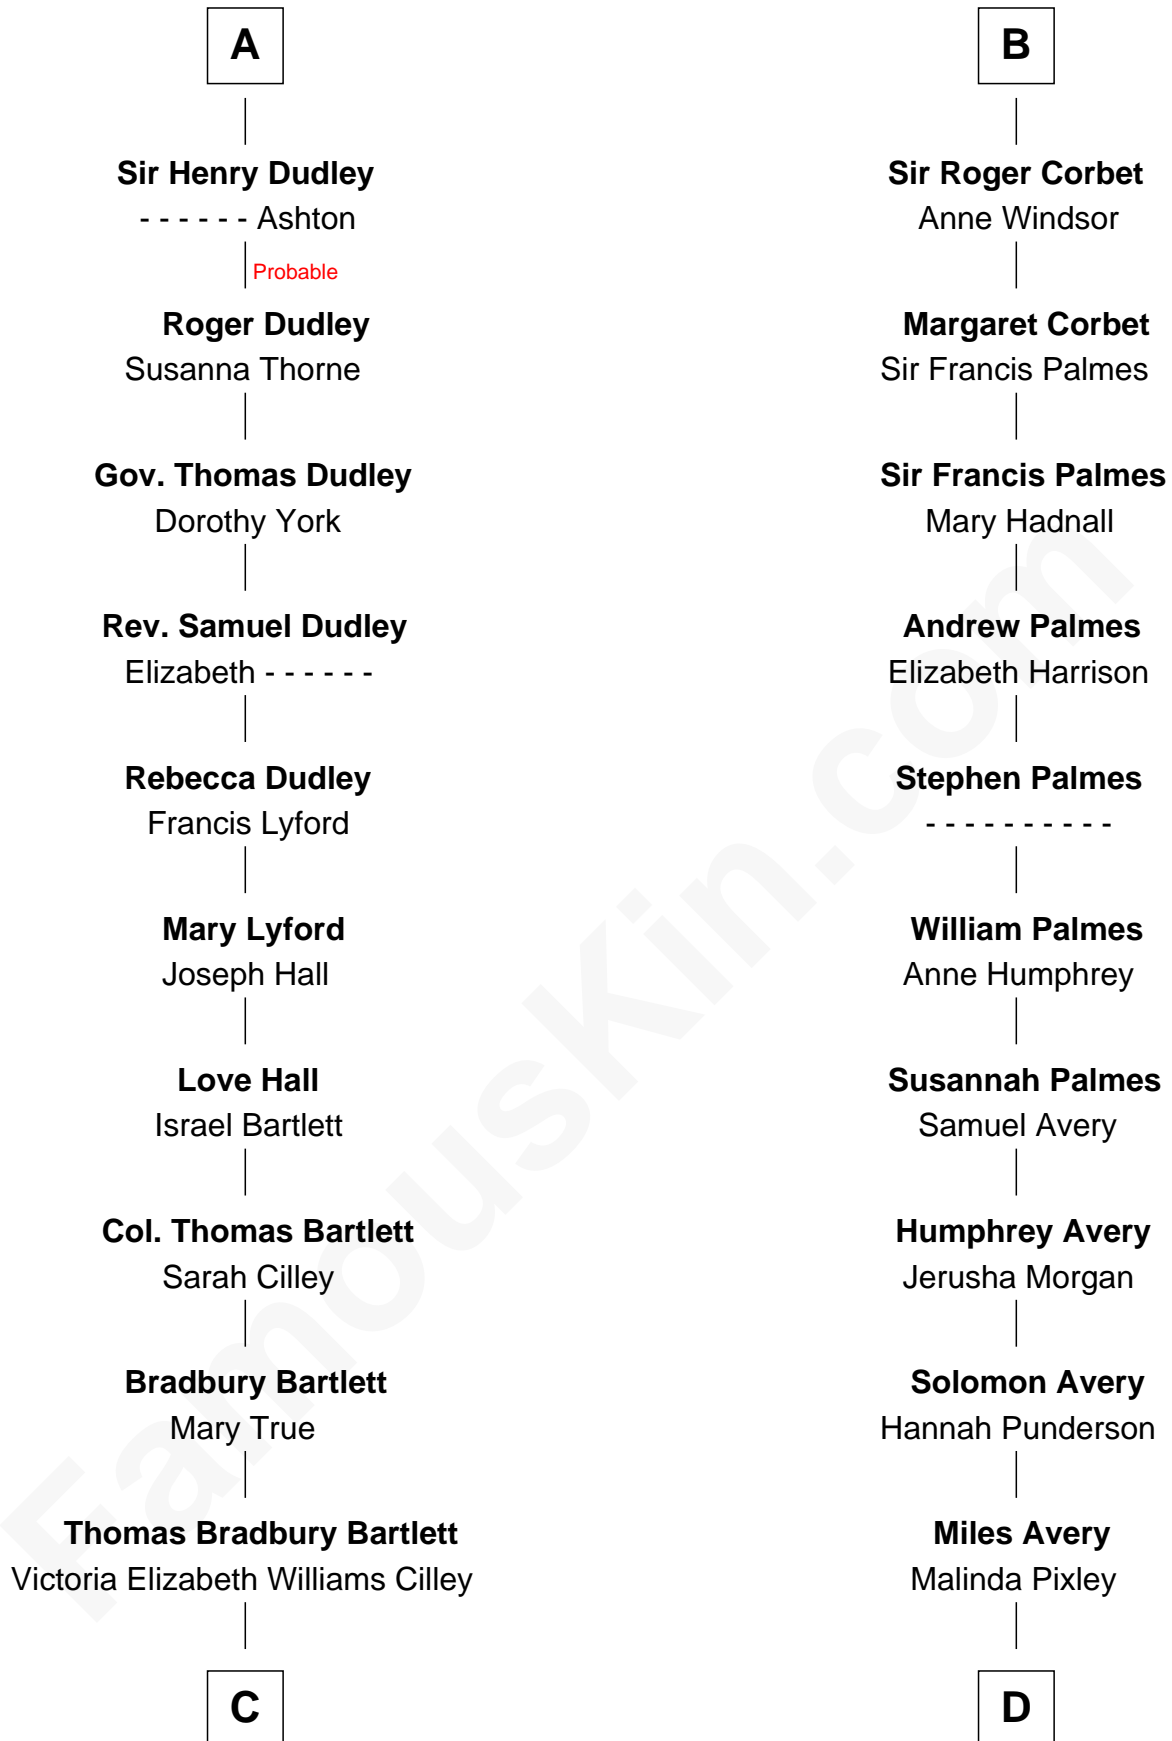 A
Sir Henry Dudley
- - - - - - Ashton
Probable
Roger Dudley
Susanna Thorne
Gov. Thomas Dudley
Dorothy York
Rev. Samuel Dudley
Elizabeth - - - - - -
Rebecca Dudley
Francis Lyford
Mary Lyford
Joseph Hall
Love Hall
Israel Bartlett
Col. Thomas Bartlett
Sarah Cilley
Bradbury Bartlett
Mary True
Thomas Bradbury Bartlett
Victoria Elizabeth Williams Cilley
C
B
Sir Roger Corbet
Anne Windsor
Margaret Corbet
Sir Francis Palmes
Sir Francis Palmes
Mary Hadnall
Andrew Palmes
Elizabeth Harrison
Stephen Palmes
- - - - - - - - - -
William Palmes
Anne Humphrey
Susannah Palmes
Samuel Avery
Humphrey Avery
Jerusha Morgan
Solomon Avery
Hannah Punderson
Miles Avery
Malinda Pixley
D
FamousKin.com